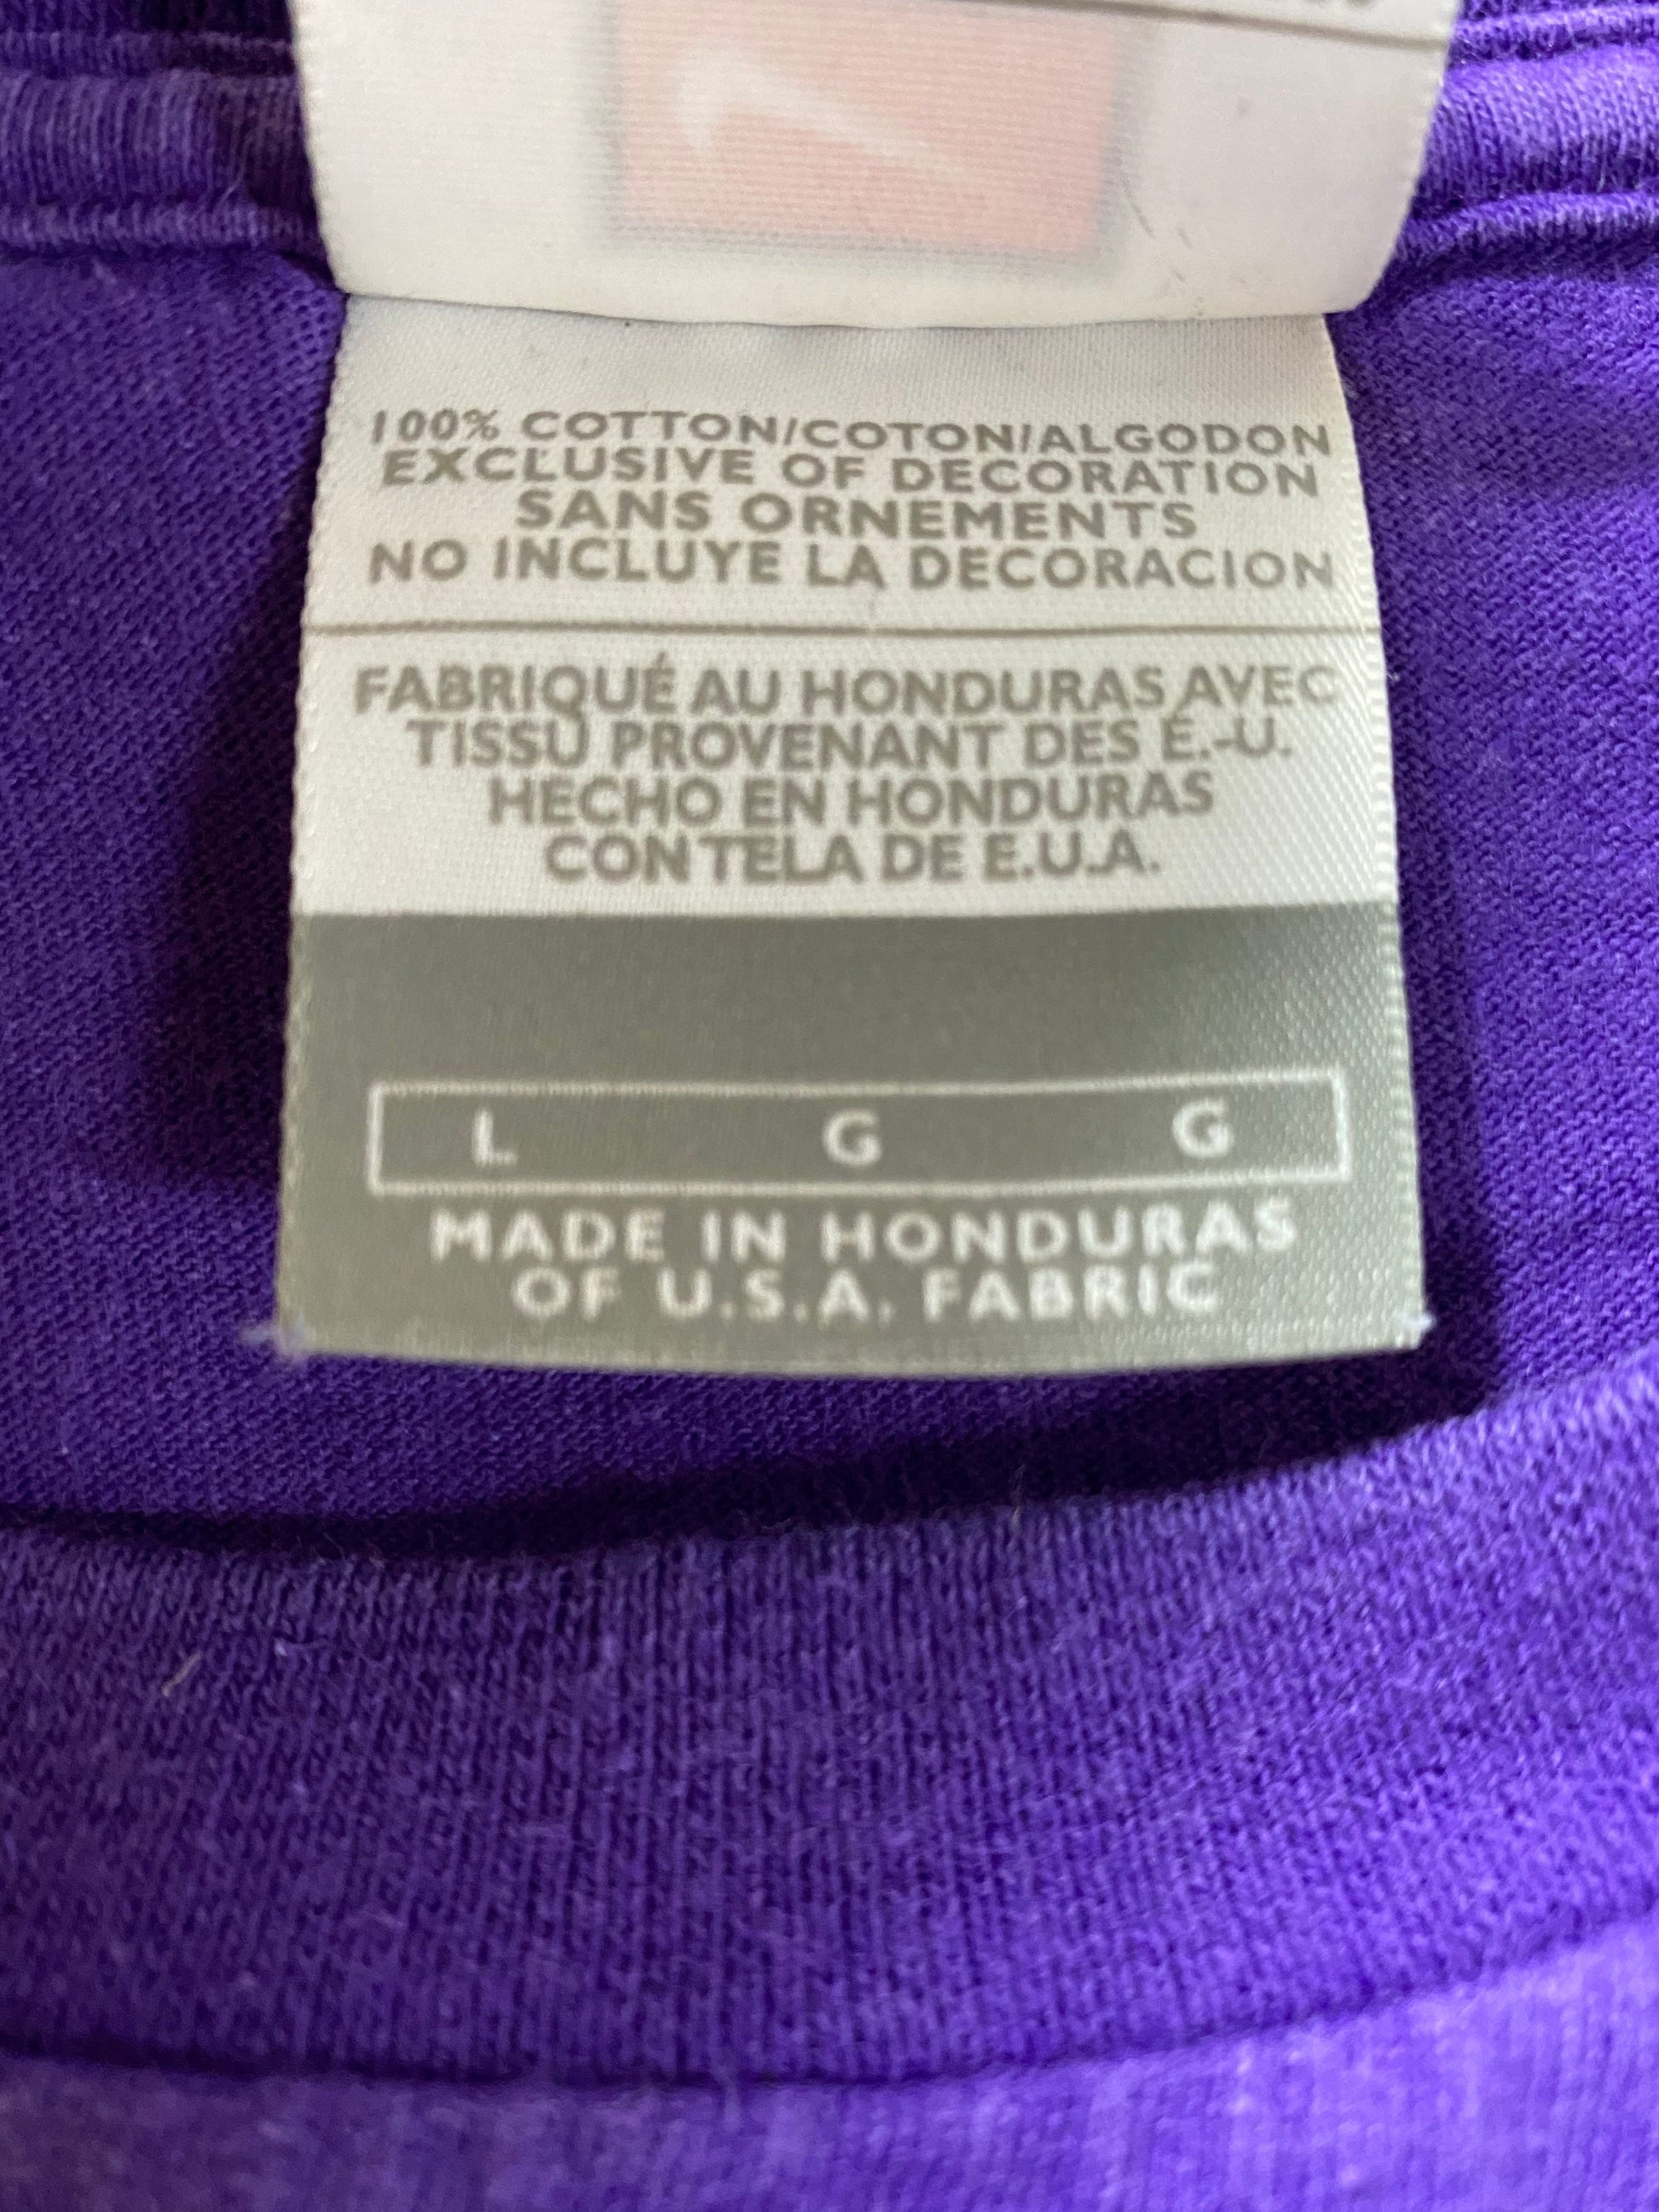 100% COTTON/COTON/ALGODON
EXCLUSIVE OF DECORATION
SANS ORNEMENTS
NO INCLUYE LA DECORACION
FABRIQUÉ AU HONDURAS AVEC
TISSU PROVENANT DES É.-U.
HECHO EN HONDURAS
CON TELA DE E.U.A.
L G G
MADE IN HONDURAS
OF U.S.A. FABRIC